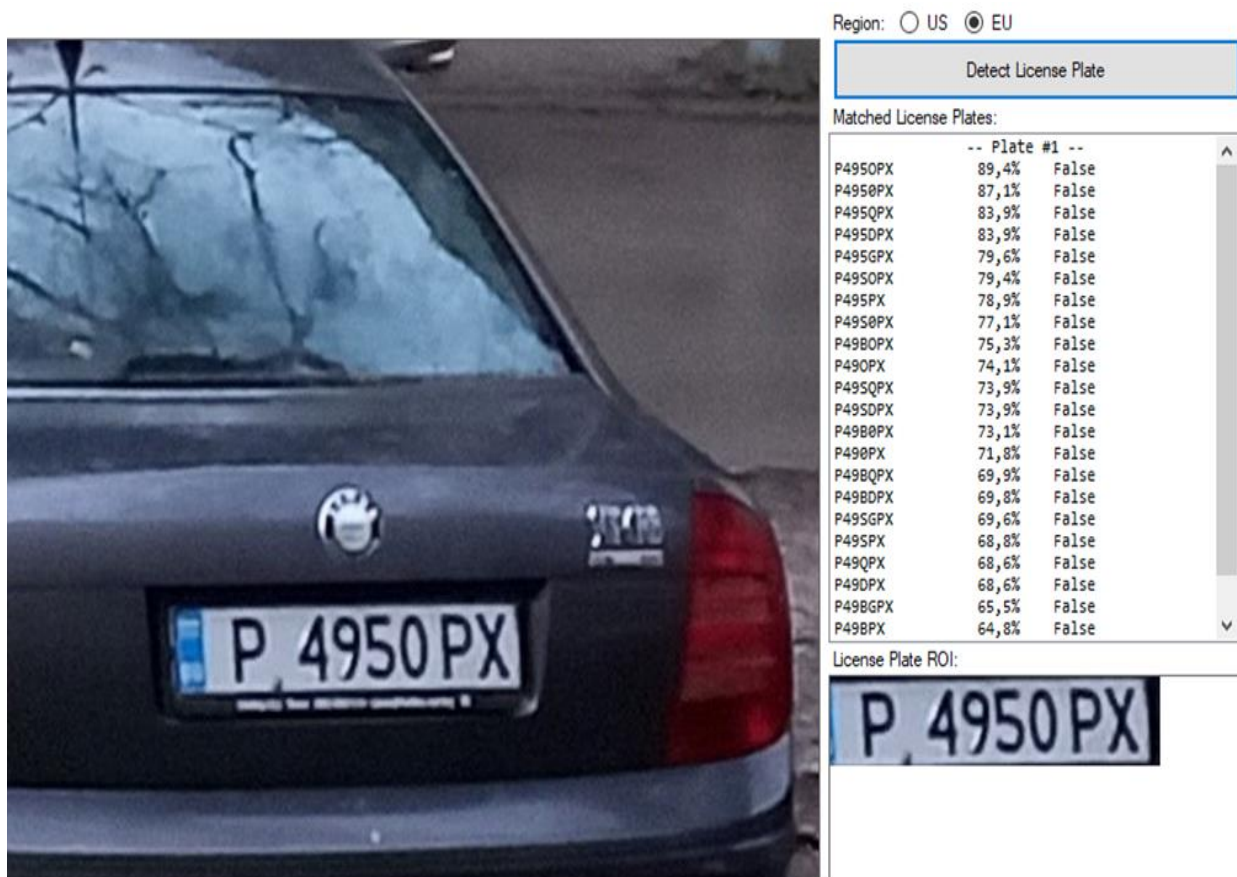 Region: US EU
Detect License Plate
Matched License Plates:
-- Plate #1 --
P495OPX 89,4% False
P4950PX 87,1% False
P495QPX 83,9% False
P495DPX 83,9% False
P495GPX 79,6% False
P49SOPX 79,4% False
P495PX 78,9% False
P49S0PX 77,1% False
P49BOPX 75,3% False
P49OPX 74,1% False
P49SQPX 73,9% False
P49SDPX 73,9% False
P49B0PX 73,1% False
P490PX 71,8% False
P49BQPX 69,9% False
P49BDPX 69,8% False
P49SGPX 69,6% False
P49SPX 68,8% False
P49QPX 68,6% False
P49DPX 68,6% False
P49BGPX 65,5% False
P49BPX 64,8% False
License Plate ROI:
P 4950 PX
P 4950 PX